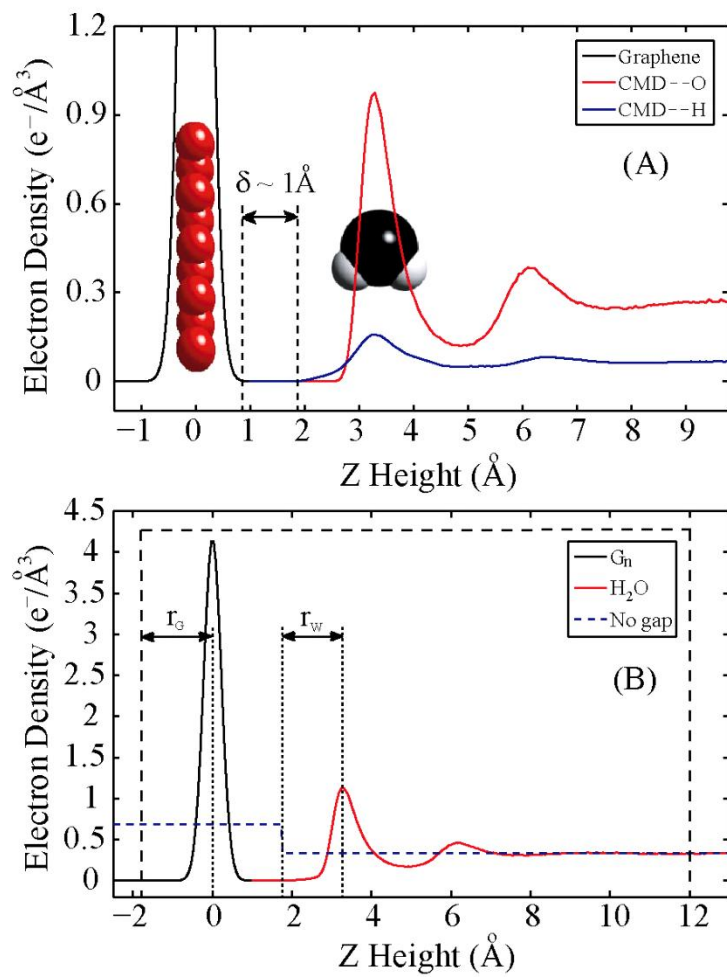 1.2
0.9
0.6
0.3
0
Electron Density (e⁻/Å³)
Graphene
CMD--O
CMD--H
(A)
δ ~ 1Å
−1 0 1 2 3 4 5 6 7 8 9
Z Height (Å)
4.5
4
3.5
3
2.5
2
1.5
1
0.5
0
Electron Density (e⁻/Å³)
Gn
H₂O
No gap
r_G
r_W
(B)
−2 0 2 4 6 8 10 12
Z Height (Å)